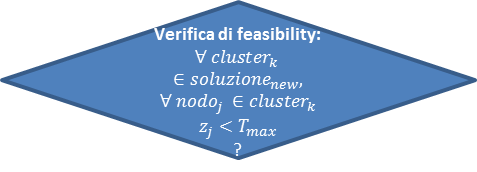 Verifica di feasibility:
∀ cluster_k
∈ soluzione_new,
∀ nodo_j ∈ cluster_k
z_j < T_max
?